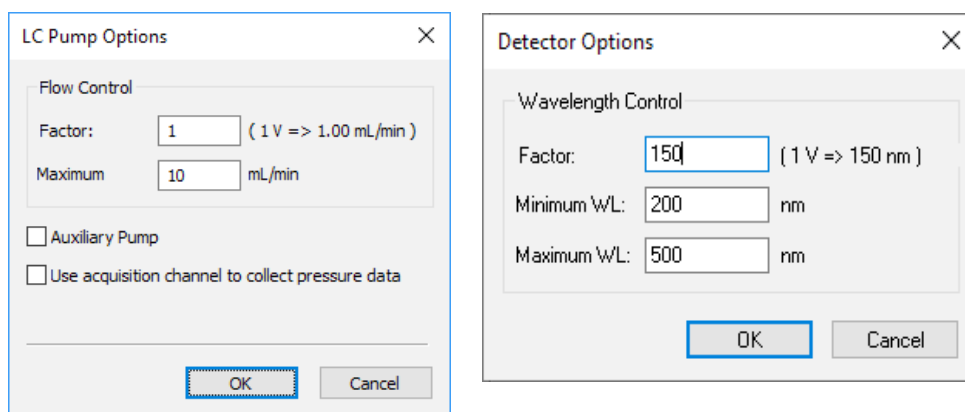 LC Pump Options
Flow Control
Factor: 1 ( 1 V => 1.00 mL/min )
Maximum 10 mL/min
Auxiliary Pump
Use acquisition channel to collect pressure data
OK Cancel
Detector Options
Wavelength Control
Factor: 150 ( 1 V => 150 nm )
Minimum WL: 200 nm
Maximum WL: 500 nm
OK Cancel